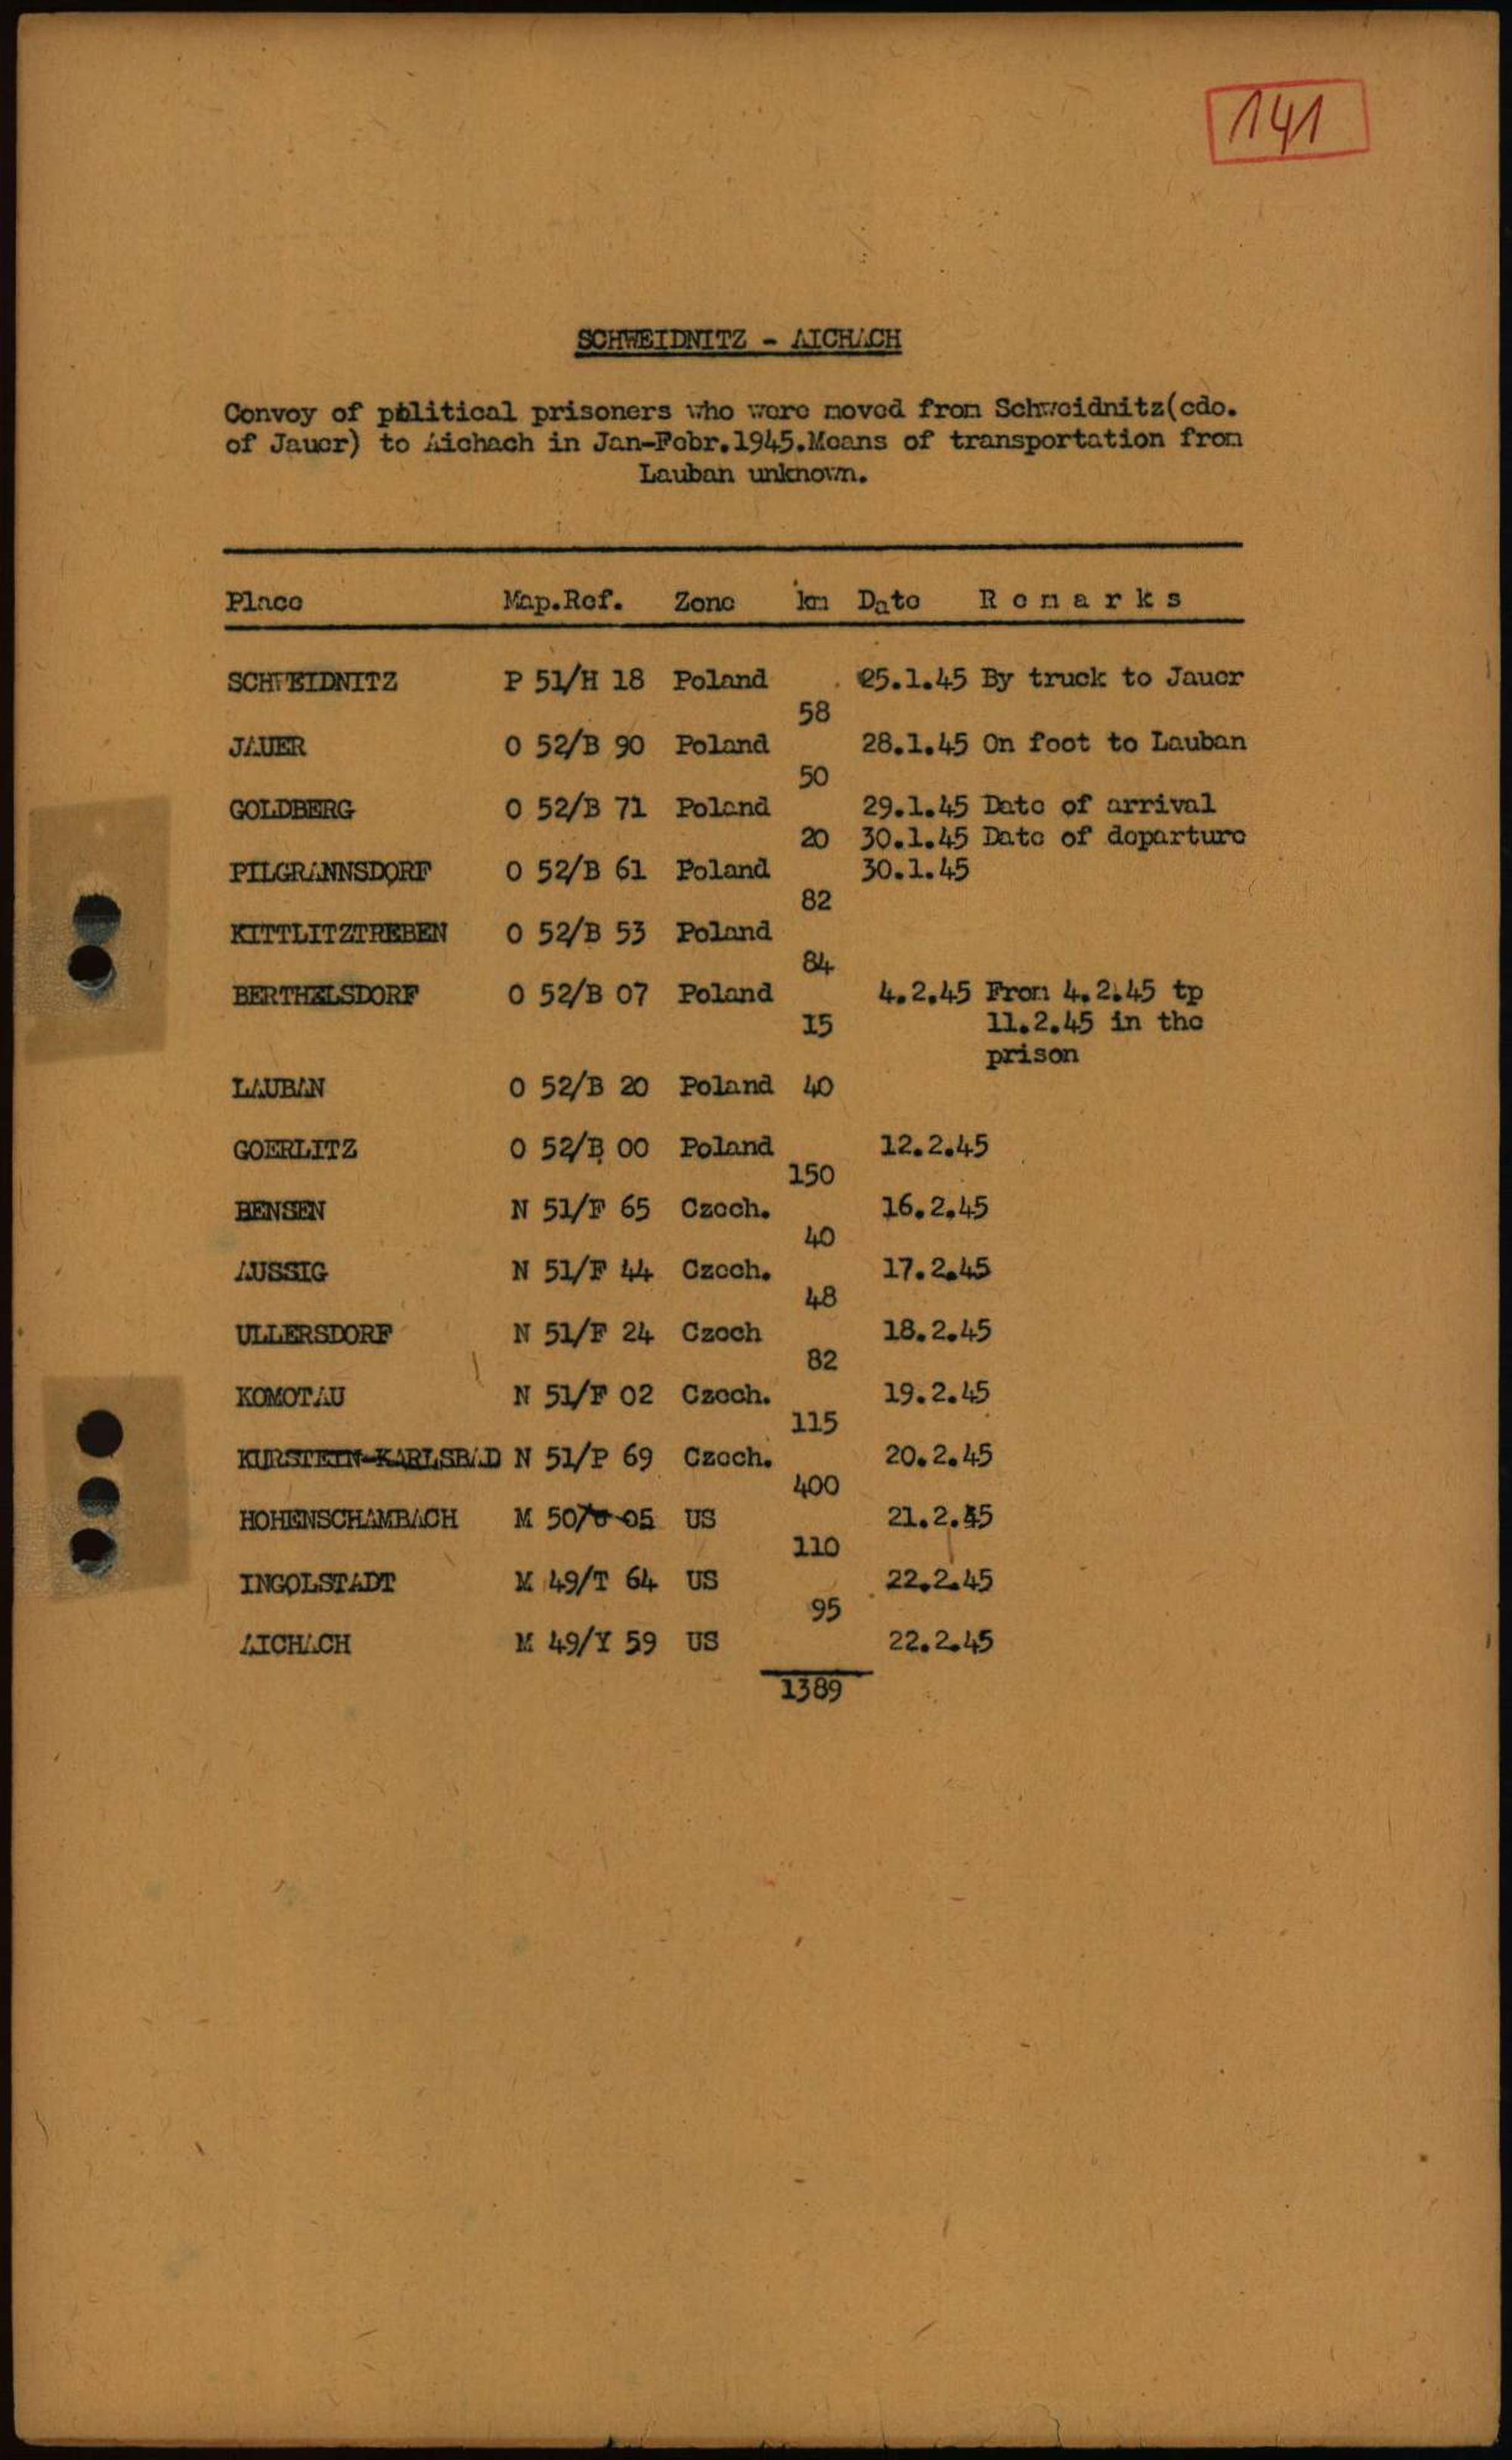 141
SCHWEIDNITZ - AICHACH
Convoy of political prisoners who were moved from Schweidnitz(cdo.
of Jauer) to Aichach in Jan-Febr.1945.Means of transportation from
Lauban unknown.
Place Map.Ref. Zone km Date Remarks
SCHWEIDNITZ P 51/H 18 Poland 25.1.45 By truck to Jauer
58
JAUER O 52/B 90 Poland 28.1.45 On foot to Lauban
50
GOLDBERG O 52/B 71 Poland 29.1.45 Date of arrival
20 30.1.45 Date of departure
PILGRANNSDORF O 52/B 61 Poland 30.1.45
82
KITTLITZTREBEN O 52/B 53 Poland
84
BERTHELSDORF O 52/B 07 Poland 4.2.45 From 4.2.45 tp
15 11.2.45 in the
prison
LAUBAN O 52/B 20 Poland 40
GOERLITZ O 52/B 00 Poland 12.2.45
150
BENSEN N 51/F 65 Czech. 16.2.45
40
AUSSIG N 51/F 44 Czech. 17.2.45
48
ULLERSDORF N 51/F 24 Czech 18.2.45
82
KOMOTAU N 51/F 02 Czech. 19.2.45
115
KURSTEIN-KARLSBAD N 51/P 69 Czech. 20.2.45
400
HOHENSCHAMBACH M 50 05 US 21.2.45
110
INGOLSTADT M 49/T 64 US 22.2.45
95
AICHACH M 49/Y 59 US 22.2.45
1389